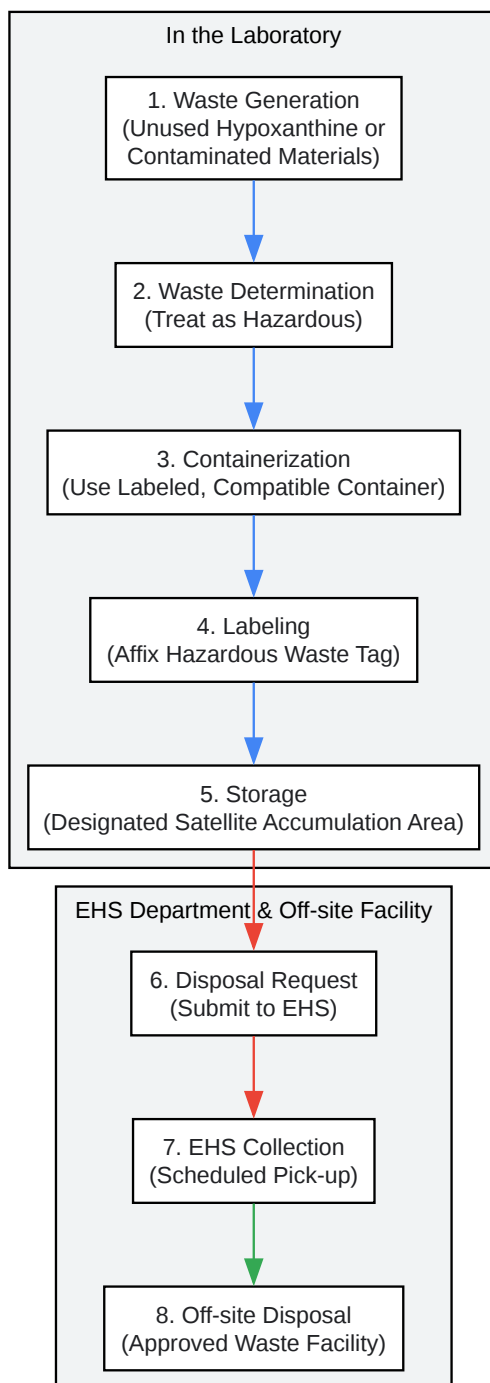 In the Laboratory
1. Waste Generation
(Unused Hypoxanthine or
Contaminated Materials)
2. Waste Determination
(Treat as Hazardous)
3. Containerization
(Use Labeled, Compatible Container)
4. Labeling
(Affix Hazardous Waste Tag)
5. Storage
(Designated Satellite Accumulation Area)
EHS Department & Off-site Facility
6. Disposal Request
(Submit to EHS)
7. EHS Collection
(Scheduled Pick-up)
8. Off-site Disposal
(Approved Waste Facility)